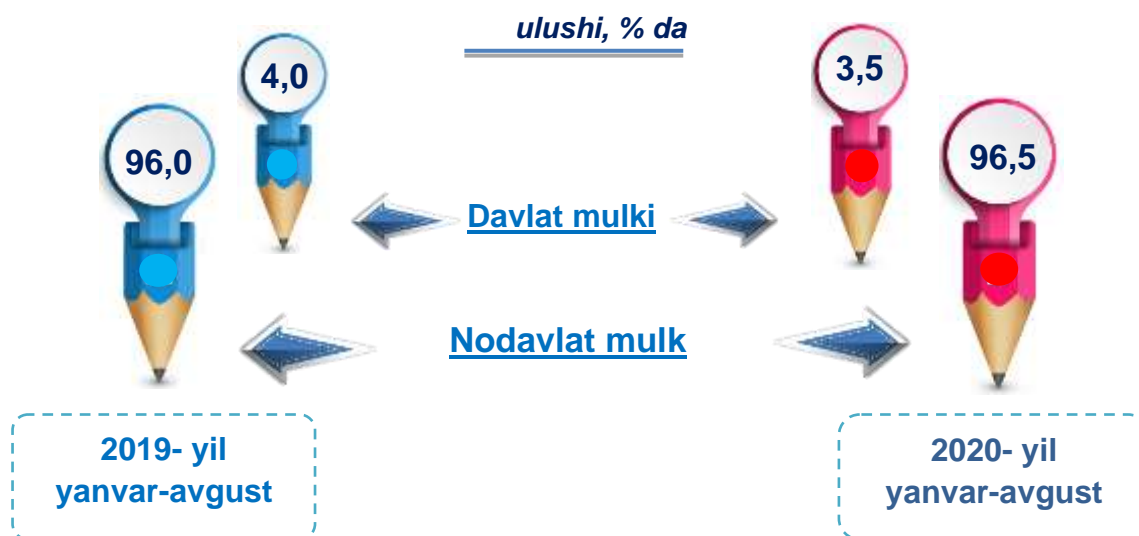 ulushi, % da
4,0
3,5
96,0
96,5
Davlat mulki
Nodavlat mulk
2019- yil
yanvar-avgust
2020- yil
yanvar-avgust